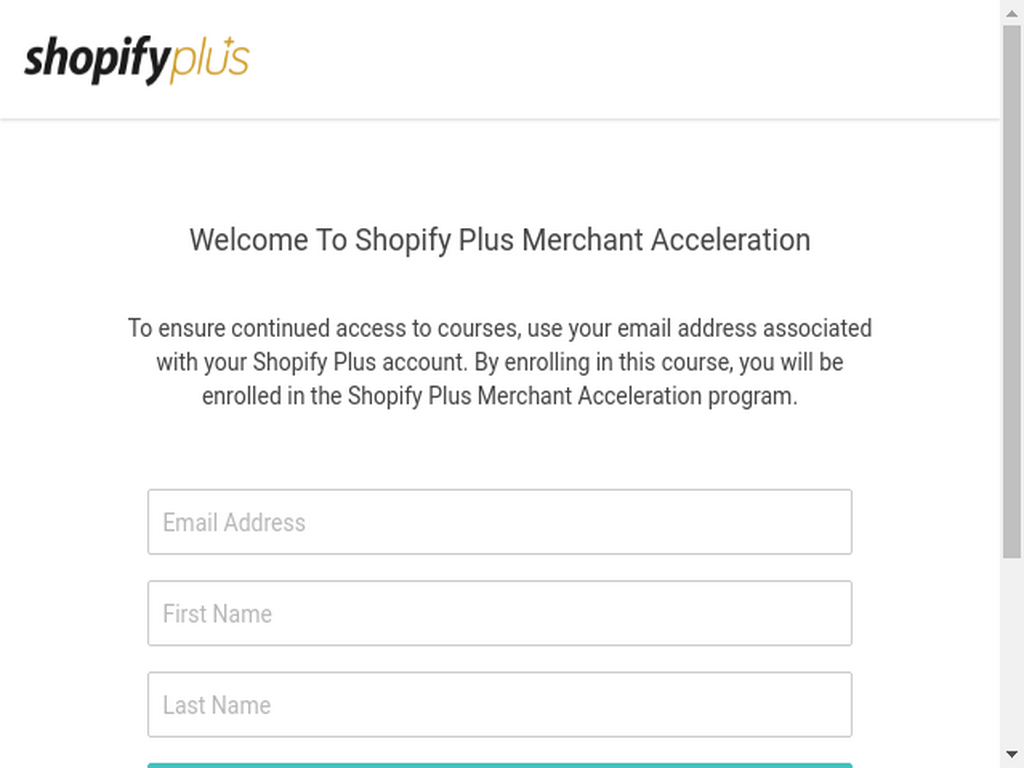 shopifyplus
Welcome To Shopify Plus Merchant Acceleration
To ensure continued access to courses, use your email address associated
with your Shopify Plus account. By enrolling in this course, you will be
enrolled in the Shopify Plus Merchant Acceleration program.
Email Address
First Name
Last Name